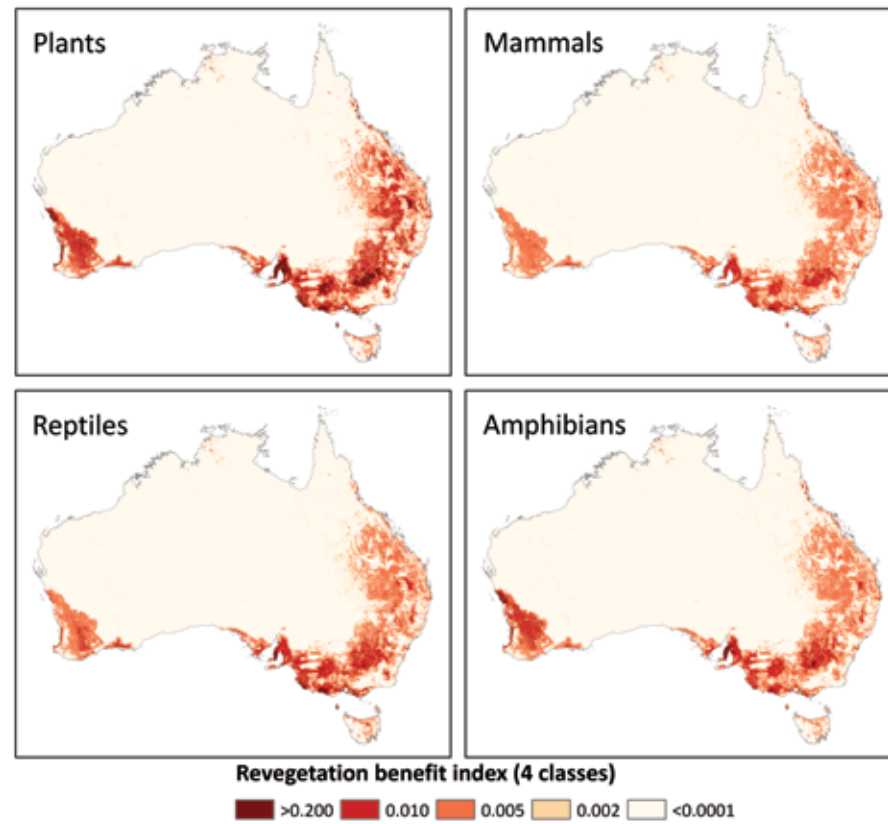 Plants
Mammals
Reptiles
Amphibians
Revegetation benefit index (4 classes)
>0.200 0.010 0.005 0.002 <0.0001